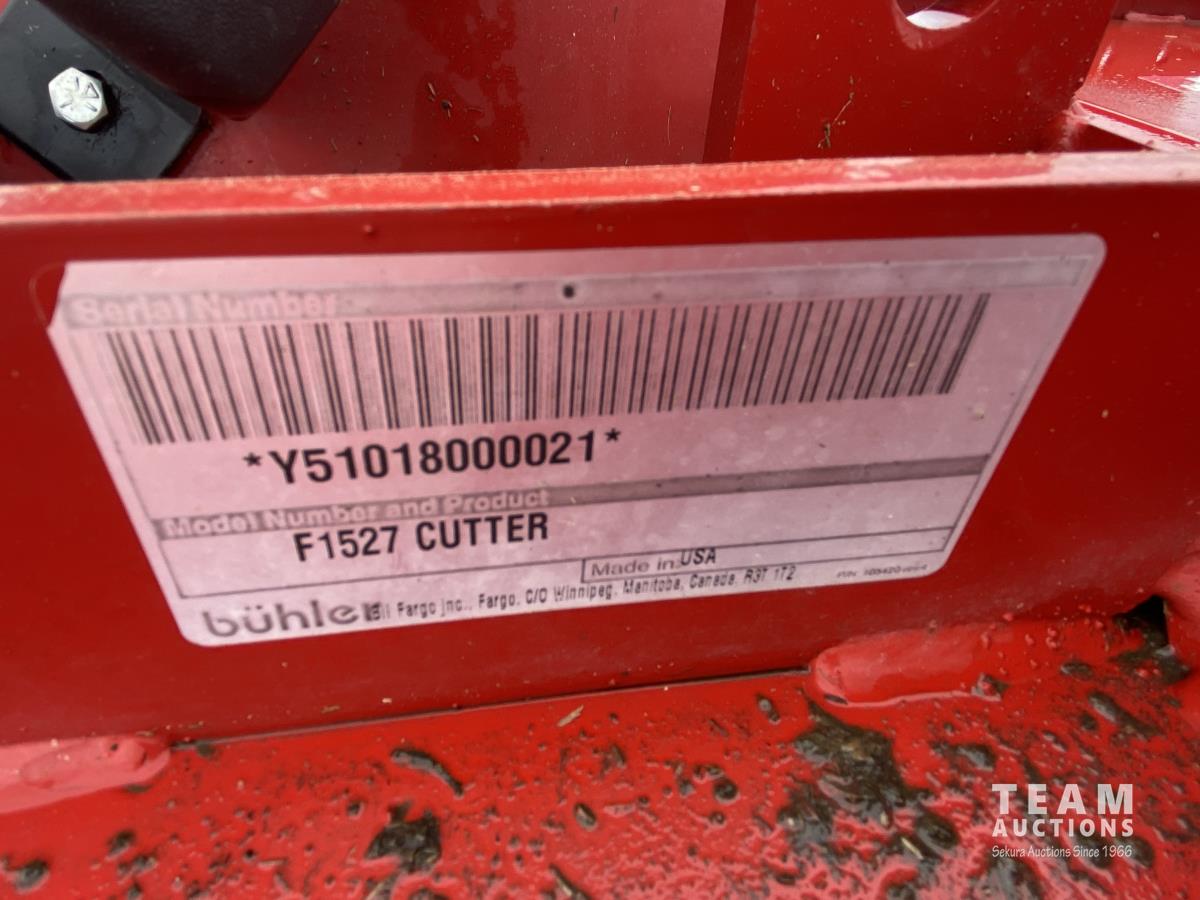 Serial Number
*Y51018000021*
Model Number and Product
F1527 CUTTER
Made in: USA
bühler Fargo Inc., Fargo, C/O Winnipeg, Manitoba, Canada, R3T 1T2
TEAM
AUCTIONS
Sekura Auctions Since 1966